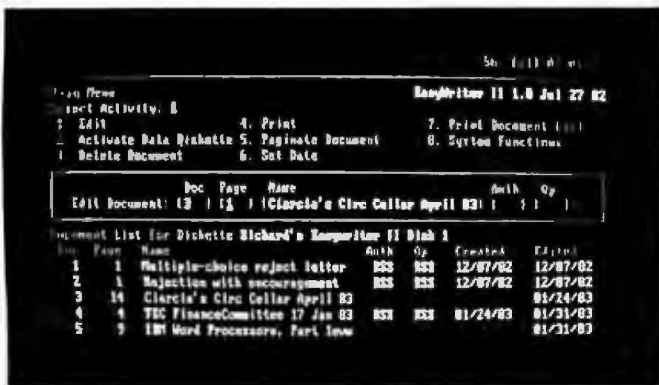 Menu EasyWriter II 1.0 Jul 27 82
Activity:
Edit 4. Print 7. Print Document
Activate Data Diskette 5. Paginate Document 8. System Functions
Delete Document 6. Set Date
Doc Page Name Auth Op
Edit Document: (3 ) (1 ) (Ciarcia's Circ Cellar April 83) ( ) ( )
Document List for Diskette Richard's Easywriter II Disk 1
Doc Page Name Auth Op Created Edited
1 1 Multiple-choice reject letter RSS RSS 12/07/82 12/07/82
2 1 Rejection with encouragement RSS RSS 12/07/82 12/07/82
3 14 Ciarcia's Circ Cellar April 83 01/24/83
4 4 TEC FinanceCommittee 17 Jan 83 RSS RSS 01/24/83 01/31/83
5 9 IBM Word Processors, Part 01/31/83